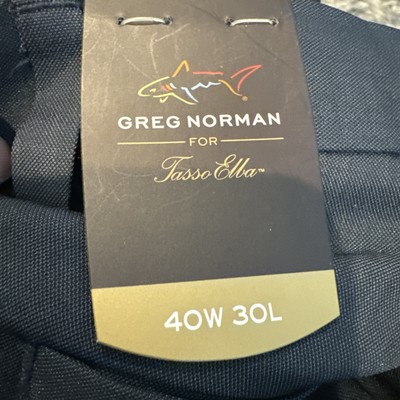 GREG NORMAN
FOR
Tasso Elba™
40W 30L